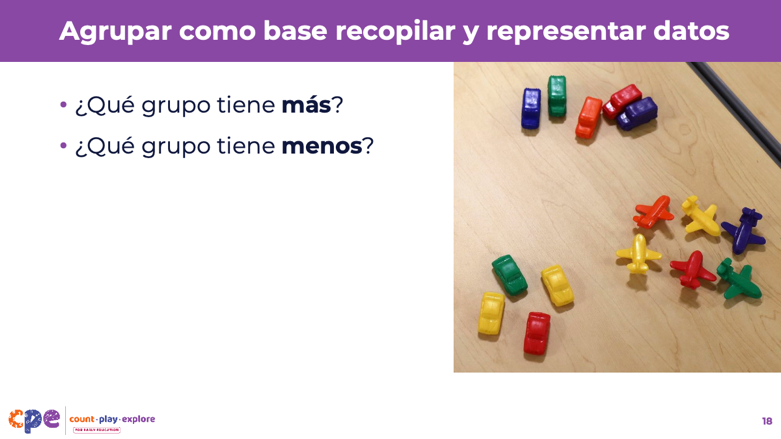 Agrupar como base recopilar y representar datos
• ¿Qué grupo tiene más?
• ¿Qué grupo tiene menos?
cpe
count•play•explore
FOR EARLY EDUCATION
18